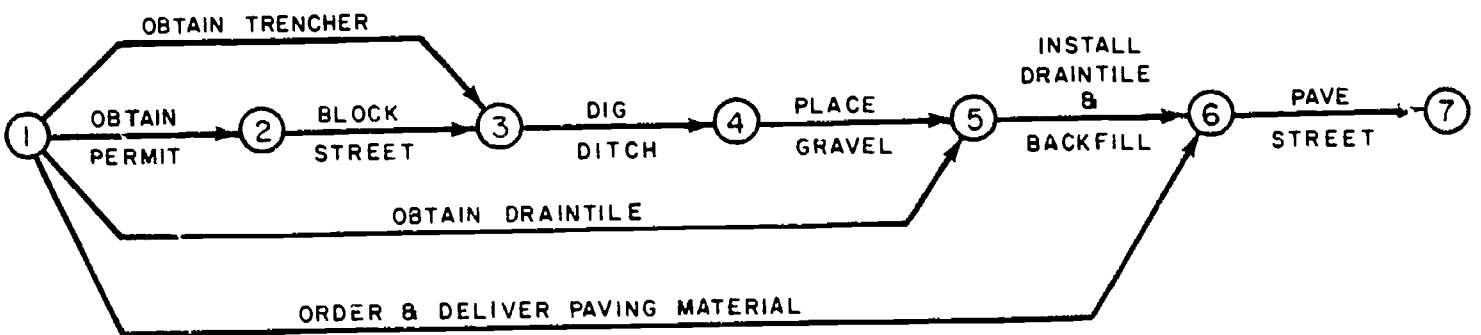 OBTAIN TRENCHER
INSTALL
DRAINTILE
&
BACKFILL
1
OBTAIN
PERMIT
2
BLOCK
STREET
3
DIG
DITCH
4
PLACE
GRAVEL
5
6
PAVE
STREET
7
OBTAIN DRAINTILE
ORDER & DELIVER PAVING MATERIAL